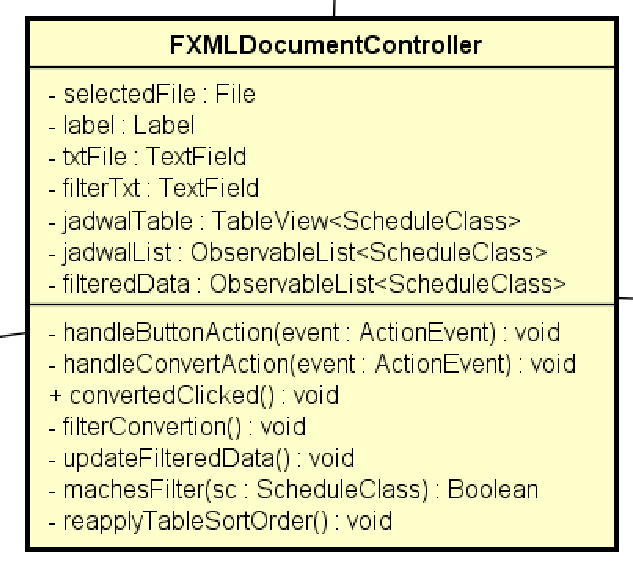 FXMLDocumentController
- selectedFile : File
- label : Label
- txtFile : TextField
- filterTxt : TextField
- jadwalTable : TableView<ScheduleClass>
- jadwalList : ObservableList<ScheduleClass>
- filteredData : ObservableList<ScheduleClass>
- handleButtonAction(event : ActionEvent) : void
- handleConvertAction(event : ActionEvent) : void
+ convertedClicked() : void
- filterConvertion() : void
- updateFilteredData() : void
- machesFilter(sc : ScheduleClass) : Boolean
- reapplyTableSortOrder() : void